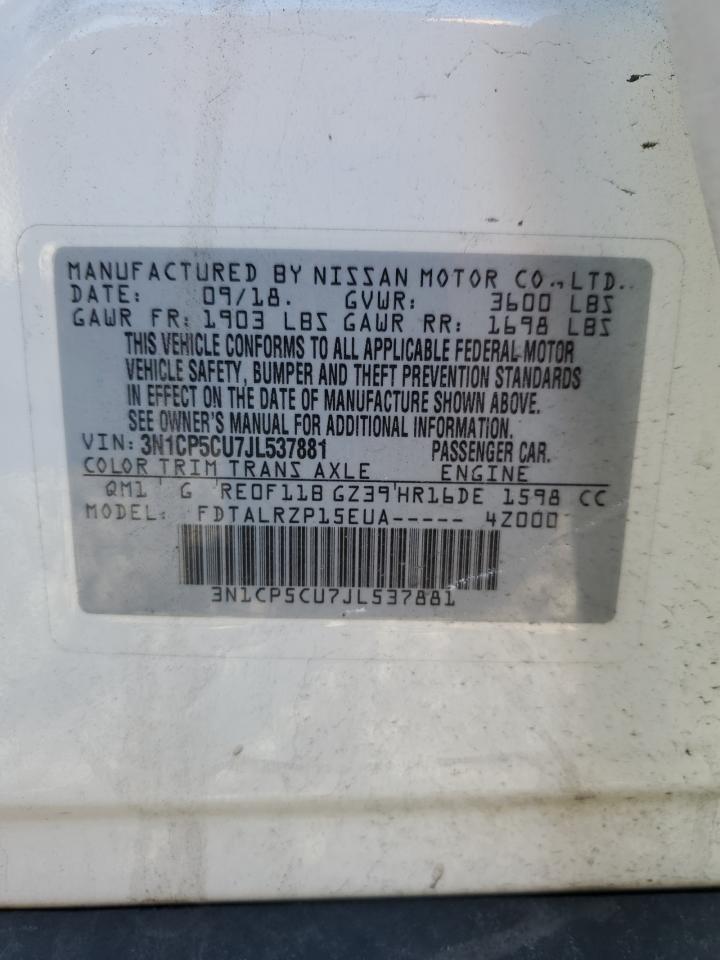 MANUFACTURED BY NISSAN MOTOR CO., LTD.
DATE: 09/18. GVWR: 3600 LBS
GAWR FR: 1903 LBS GAWR RR: 1698 LBS
THIS VEHICLE CONFORMS TO ALL APPLICABLE FEDERAL MOTOR
VEHICLE SAFETY, BUMPER AND THEFT PREVENTION STANDARDS
IN EFFECT ON THE DATE OF MANUFACTURE SHOWN ABOVE.
SEE OWNER'S MANUAL FOR ADDITIONAL INFORMATION.
VIN: 3N1CP5CU7JL537881 PASSENGER CAR.
COLOR TRIM TRANS AXLE ENGINE
QM1 G RE0F11B GZ39 HR16DE 1598 CC
MODEL: FDTALRZP15EUA----- 4Z000
3N1CP5CU7JL537881